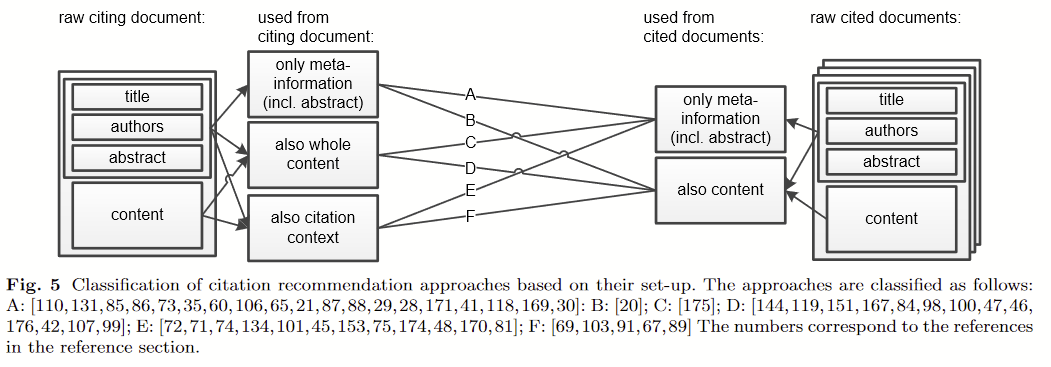 raw citing document:
used from
citing document:
used from
cited documents:
raw cited documents:
title
authors
abstract
content
only meta-
information
(incl. abstract)
also whole
content
also citation
context
A
B
C
D
E
F
only meta-
information
(incl. abstract)
also content
title
authors
abstract
content
Fig. 5 Classification of citation recommendation approaches based on their set-up. The approaches are classified as follows:
A: [110,131,85,86,73,35,60,106,65,21,87,88,29,28,171,41,118,169,30]: B: [20]; C: [175]; D: [144,119,151,167,84,98,100,47,46,
176,42,107,99]; E: [72,71,74,134,101,45,153,75,174,48,170,81]; F: [69,103,91,67,89] The numbers correspond to the references
in the reference section.